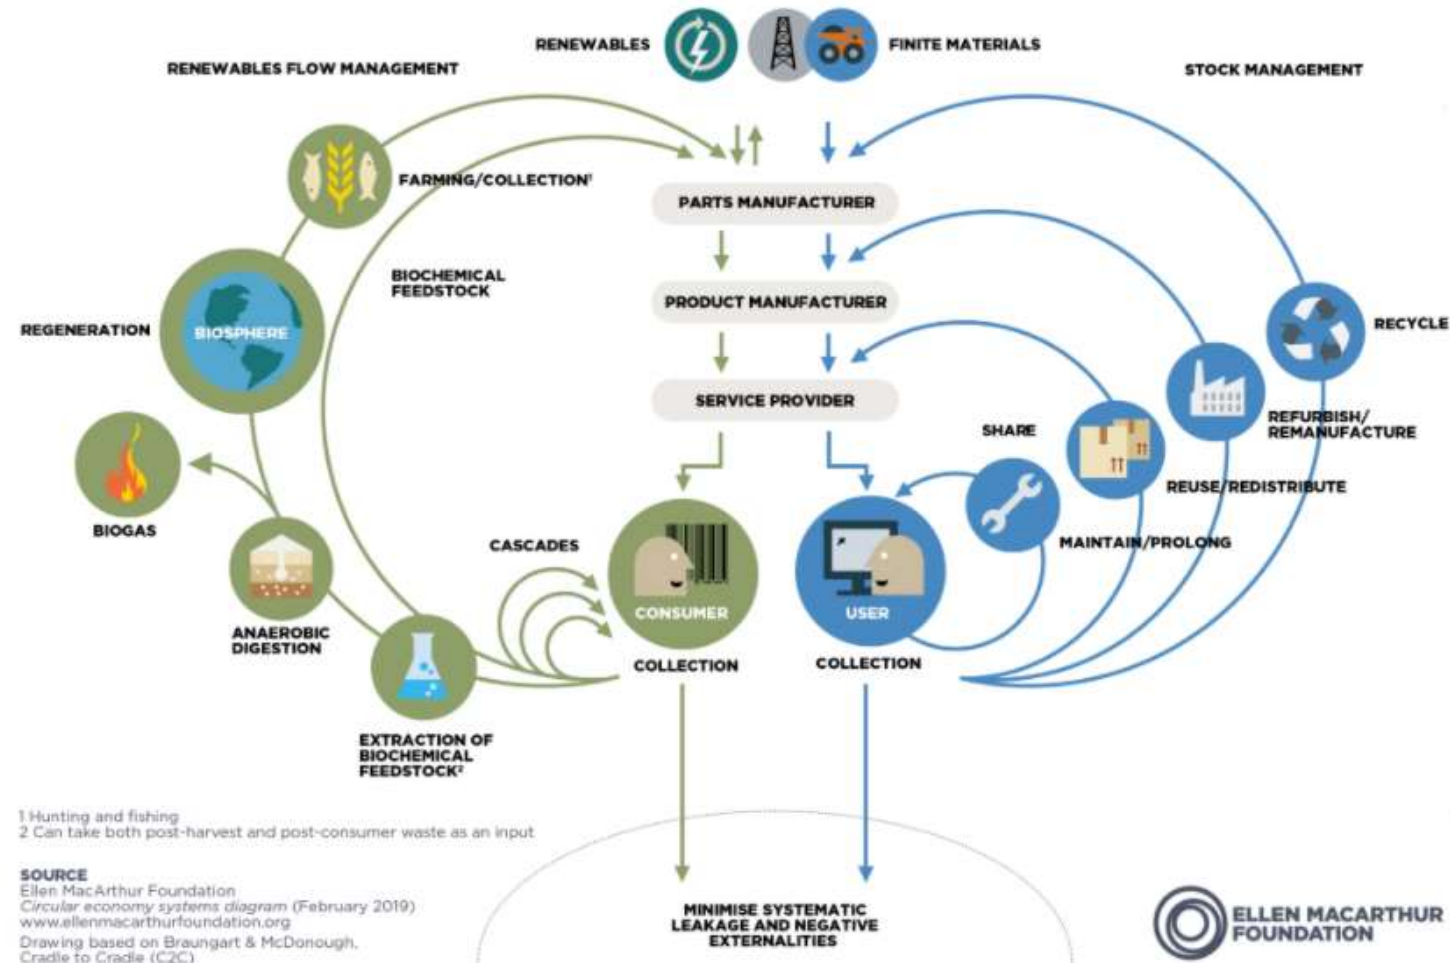 RENEWABLES
FINITE MATERIALS
RENEWABLES FLOW MANAGEMENT
STOCK MANAGEMENT
FARMING/COLLECTION¹
PARTS MANUFACTURER
BIOCHEMICAL
FEEDSTOCK
PRODUCT MANUFACTURER
REGENERATION
BIOSPHERE
RECYCLE
SERVICE PROVIDER
SHARE
REFURBISH/
REMANUFACTURE
REUSE/REDISTRIBUTE
BIOGAS
CASCADES
MAINTAIN/PROLONG
CONSUMER
USER
ANAEROBIC
DIGESTION
COLLECTION
COLLECTION
EXTRACTION OF
BIOCHEMICAL
FEEDSTOCK²
1 Hunting and fishing
2 Can take both post-harvest and post-consumer waste as an input
SOURCE
Ellen MacArthur Foundation
Circular economy systems diagram (February 2019)
www.ellenmacarthurfoundation.org
Drawing based on Braungart & McDonough,
Cradle to Cradle (C2C)
MINIMISE SYSTEMATIC
LEAKAGE AND NEGATIVE
EXTERNALITIES
ELLEN MACARTHUR
FOUNDATION